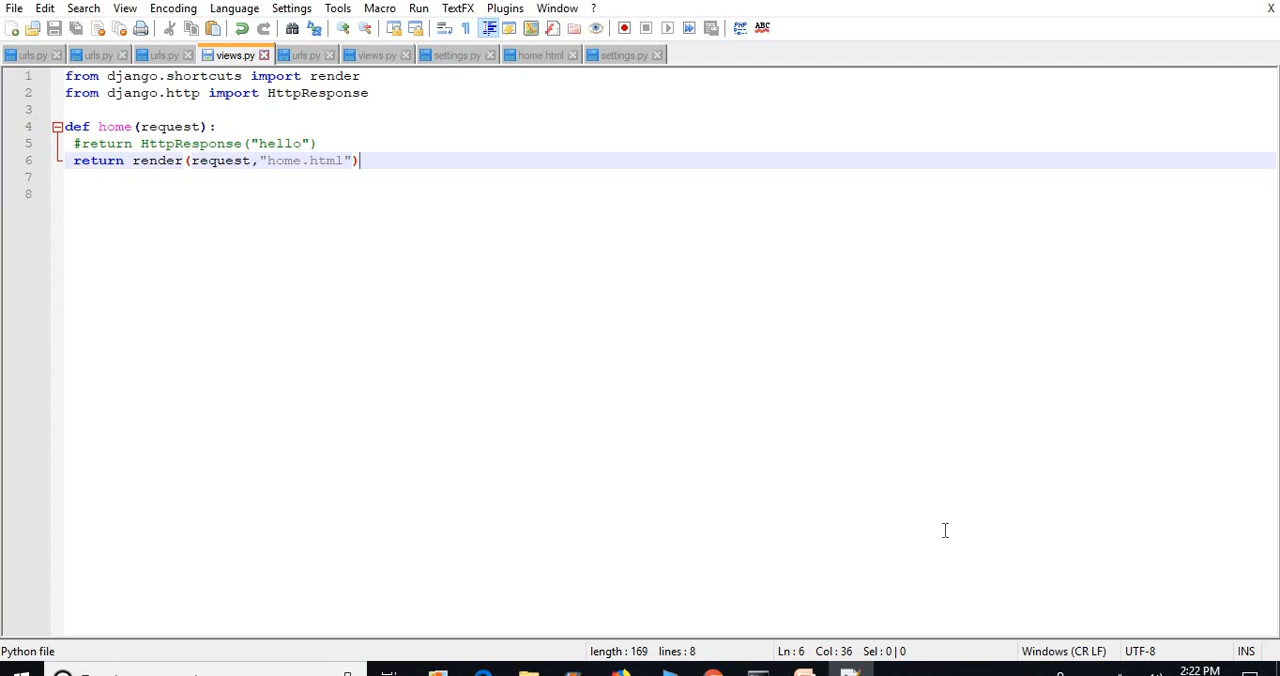 File Edit Search View Encoding Language Settings Tools Macro Run TextFX Plugins Window ? X
urls.py urls.py urls.py views.py urls.py views.py settings.py home.html settings.py
1 from django.shortcuts import render
2 from django.http import HttpResponse
3
4 def home(request):
5 #return HttpResponse("hello")
6 return render(request,"home.html")
7
8
Python file length : 169 lines : 8 Ln : 6 Col : 36 Sel : 0 | 0 Windows (CR LF) UTF-8 INS
2:22 PM